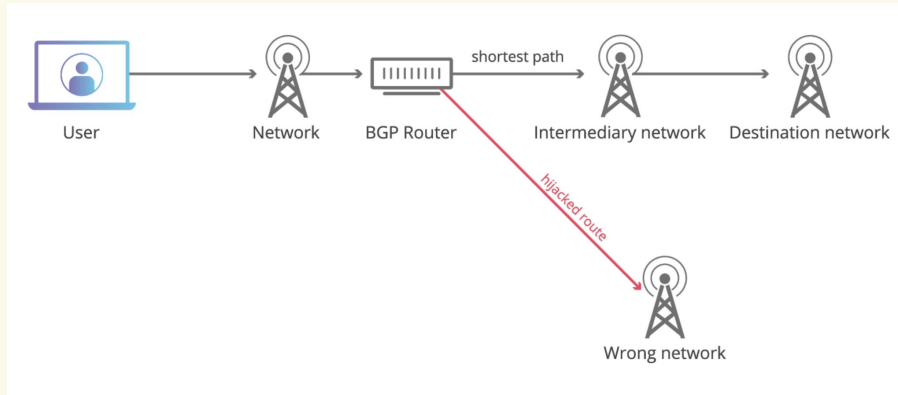 shortest path
User
Network
BGP Router
Intermediary network
Destination network
hijacked route
Wrong network